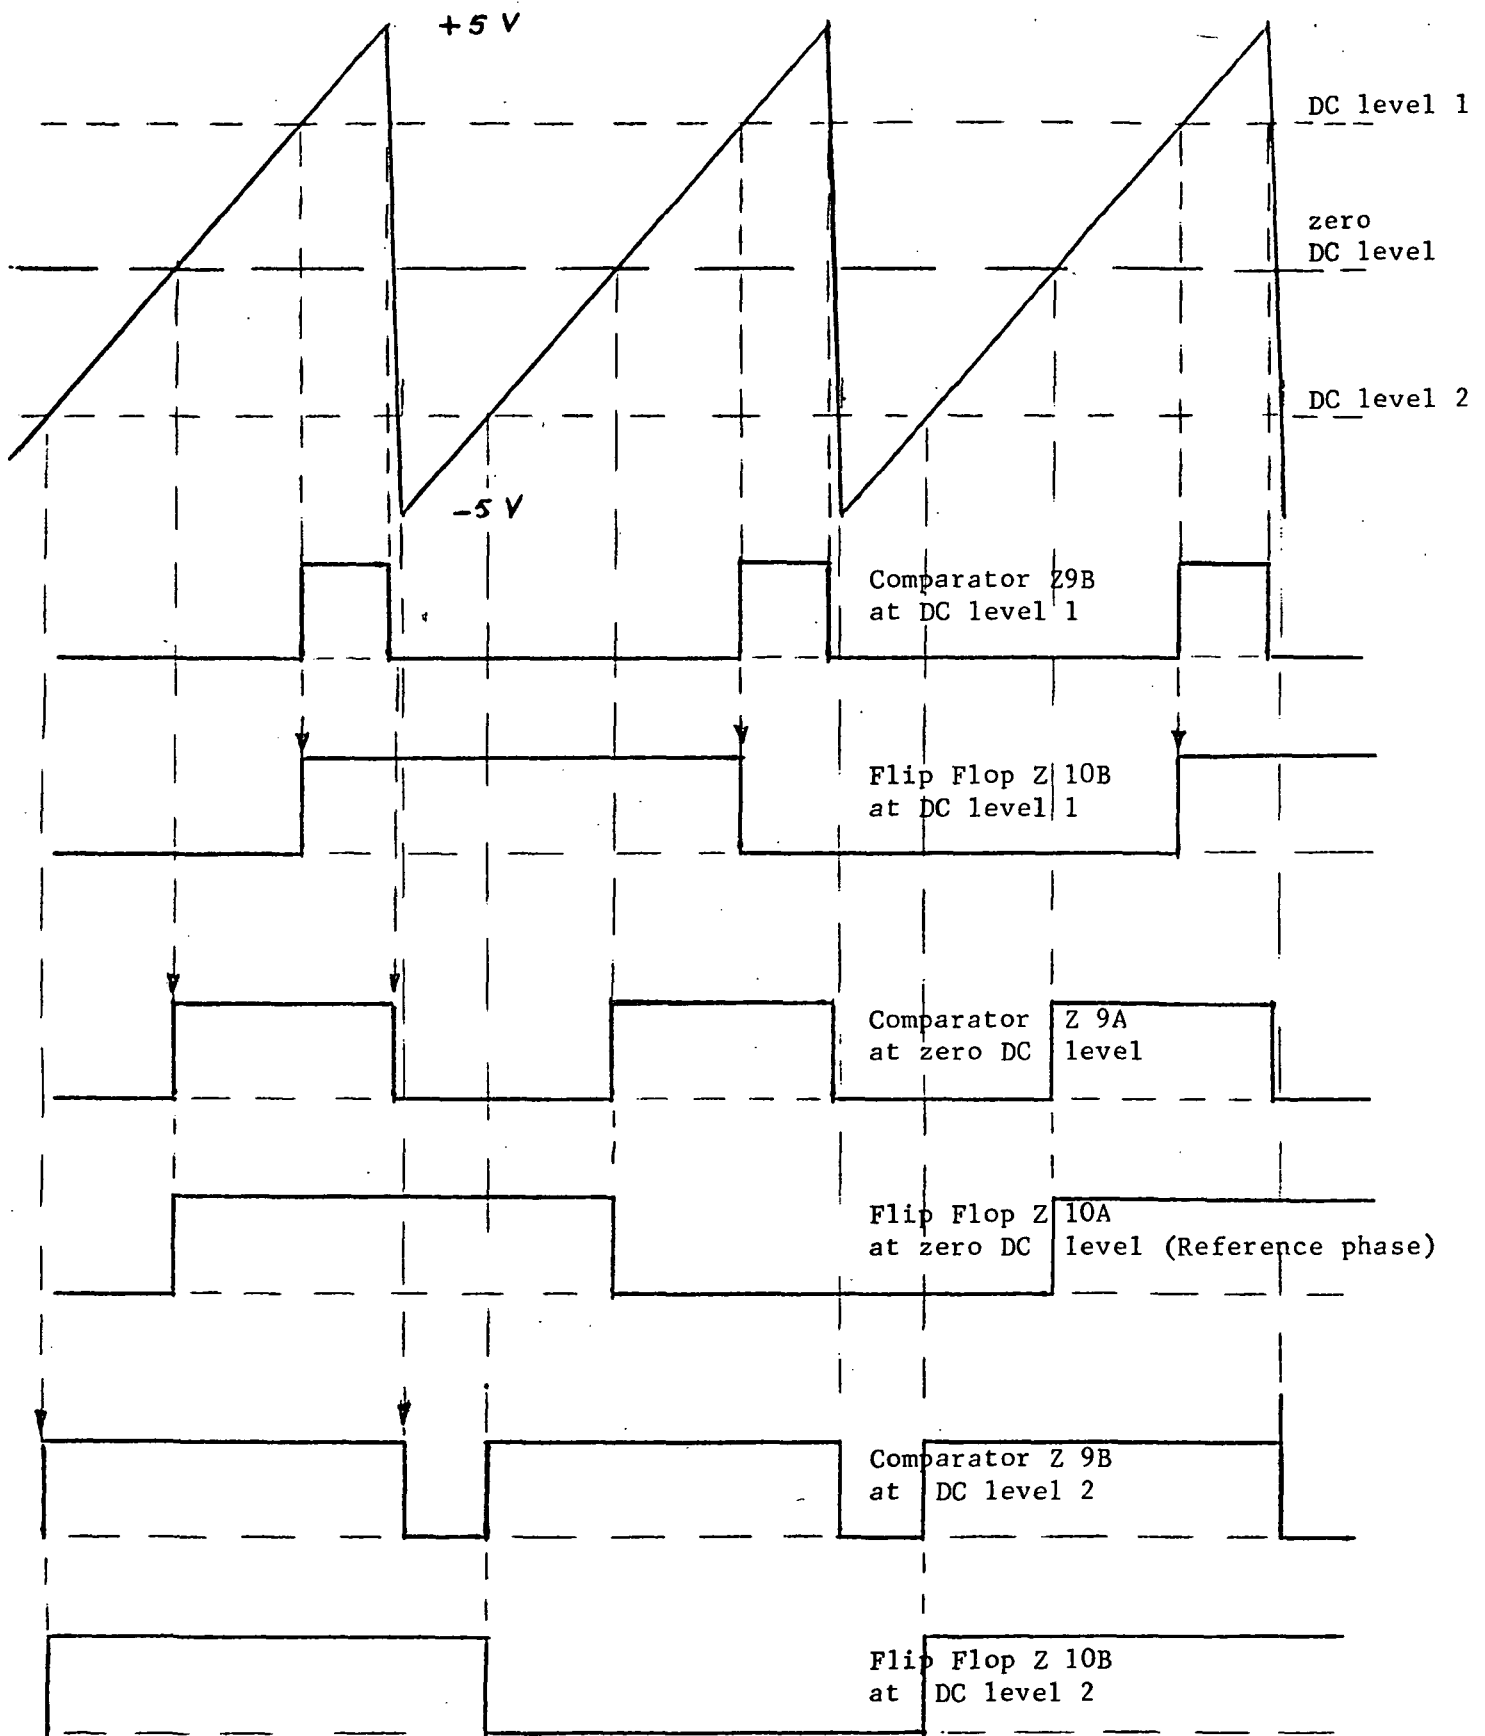 +5 V
DC level 1
zero
DC level
DC level 2
-5 V
Comparator Z9B
at DC level 1
Flip Flop Z 10B
at DC level 1
Comparator Z 9A
at zero DC level
Flip Flop Z 10A
at zero DC level (Reference phase)
Comparator Z 9B
at DC level 2
Flip Flop Z 10B
at DC level 2